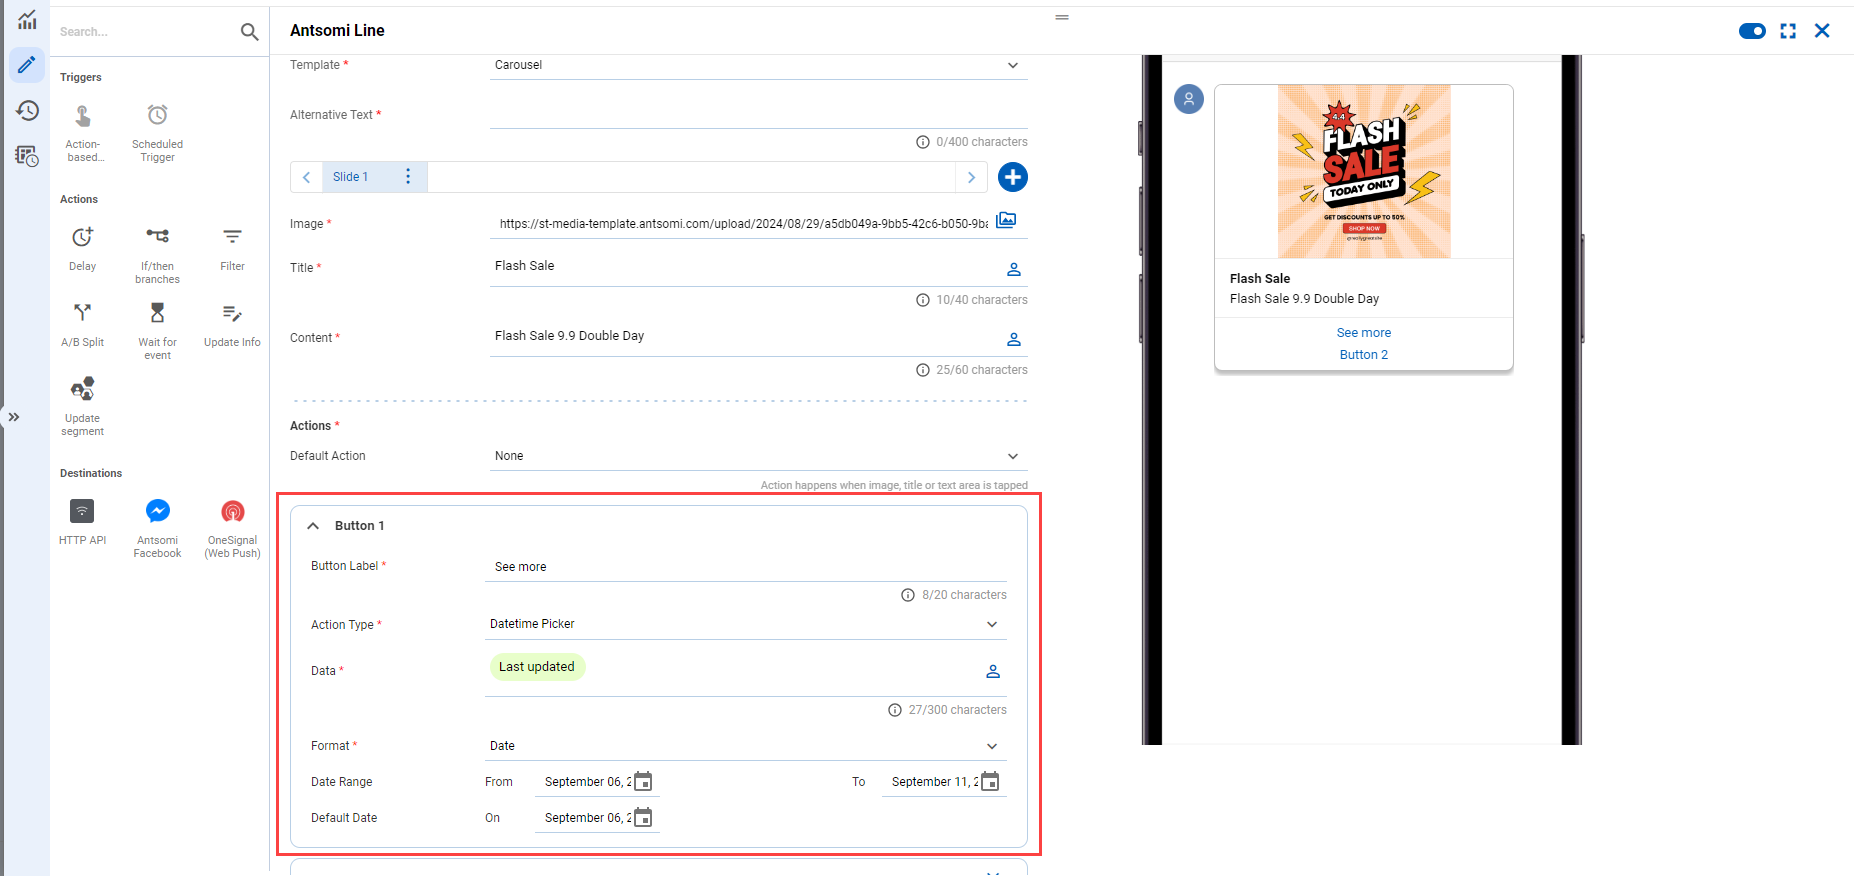 Search...
Triggers
Action-
based...
Scheduled
Trigger
Actions
Delay
If/then
branches
Filter
A/B Split
Wait for
event
Update Info
Update
segment
Destinations
HTTP API
Antsomi
Facebook
OneSignal
(Web Push)
Antsomi Line
Template *
Carousel
Alternative Text *
0/400 characters
Slide 1
Image *
https://st-media-template.antsomi.com/upload/2024/08/29/a5db049a-9bb5-42c6-b050-9ba
Title *
Flash Sale
10/40 characters
Content *
Flash Sale 9.9 Double Day
25/60 characters
Actions *
Default Action
None
Action happens when image, title or text area is tapped
Button 1
Button Label *
See more
8/20 characters
Action Type *
Datetime Picker
Data *
Last updated
27/300 characters
Format *
Date
Date Range
From
September 06, 2
To
September 11, 2
Default Date
On
September 06, 2
4.4
FLASH
SALE
TODAY ONLY
GET DISCOUNTS UP TO 50%
SHOP NOW
@reallygreatsite
Flash Sale
Flash Sale 9.9 Double Day
See more
Button 2